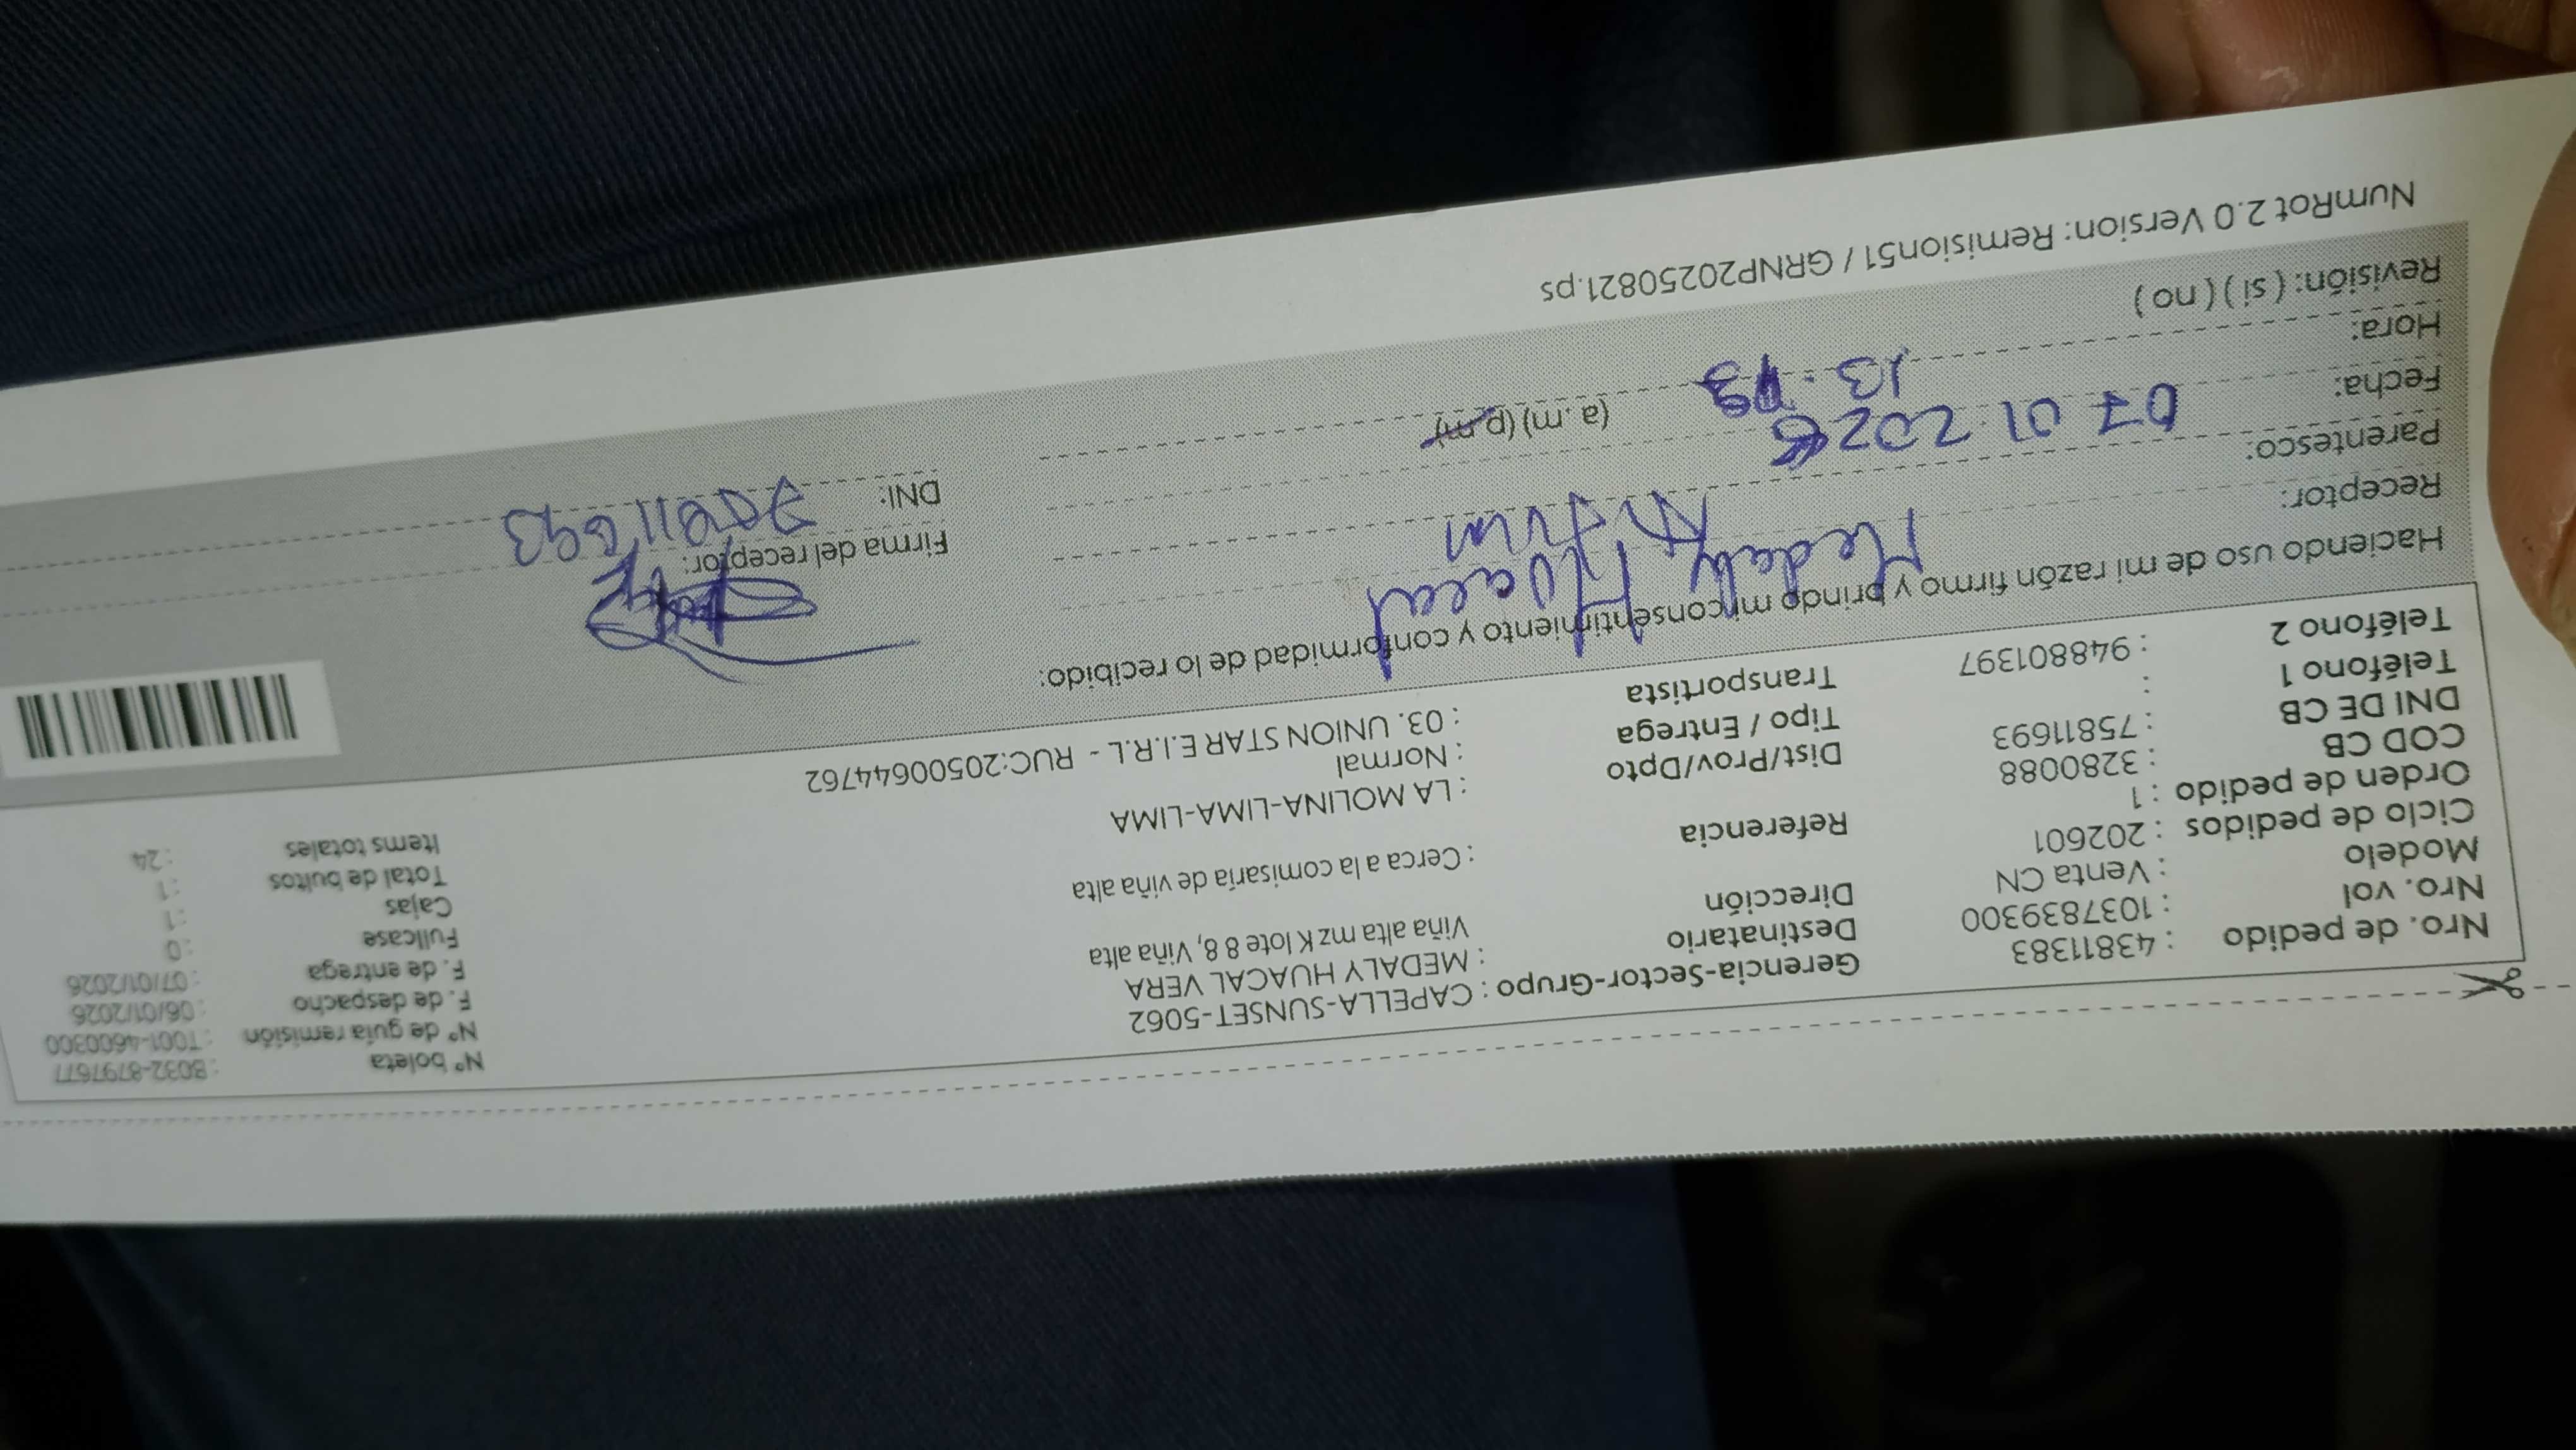 Nro. de pedido : 43811383
Nro. vol : 1037839300
Modelo : Venta CN
Ciclo de pedidos : 202601
Orden de pedido : 1
COD CB : 3280088
DNI DE CB : 75811693
Teléfono 1 :
Teléfono 2 : 948801397
Gerencia-Sector-Grupo : CAPELLA-SUNSET-5062
Destinatario : MEDALY HUACAL VERA
Dirección Viña alta mz K lote 8 8, Viña alta
Referencia : Cerca a la comisaría de viña alta
Dist/Prov/Dpto : LA MOLINA-LIMA-LIMA
Tipo / Entrega : Normal
Transportista : 03. UNION STAR E.I.R.L - RUC:20500644762
N° boleta : B032-8797677
N° de guía remisión : T001-4600300
F. de despacho : 06/01/2026
F. de entrega : 07/01/2026
Fullcase : 0
Cajas : 1
Total de bultos : 1
Items totales : 24
Haciendo uso de mi razón firmo y brindo mi consentimiento y conformidad de lo recibido:
Receptor: Medaly Huacal
Parentesco:
Fecha: 07 01 2026
Hora: 13. (a.m) (p.m)
Revisión: ( si ) ( no )
Firma del receptor:
DNI:
NumRot 2.0 Version: Remision51 / GRNP20250821.ps